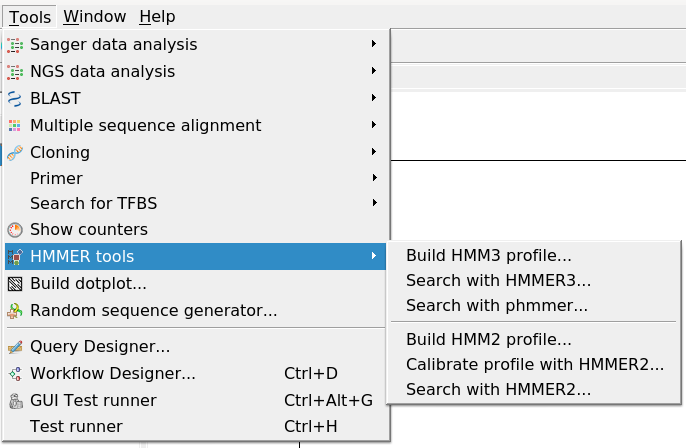 Tools Window Help
Sanger data analysis
NGS data analysis
BLAST
Multiple sequence alignment
Cloning
Primer
Search for TFBS
Show counters
HMMER tools
Build dotplot...
Random sequence generator...
Query Designer...
Workflow Designer... Ctrl+D
GUI Test runner Ctrl+Alt+G
Test runner Ctrl+H
Build HMM3 profile...
Search with HMMER3...
Search with phmmer...
Build HMM2 profile...
Calibrate profile with HMMER2...
Search with HMMER2...